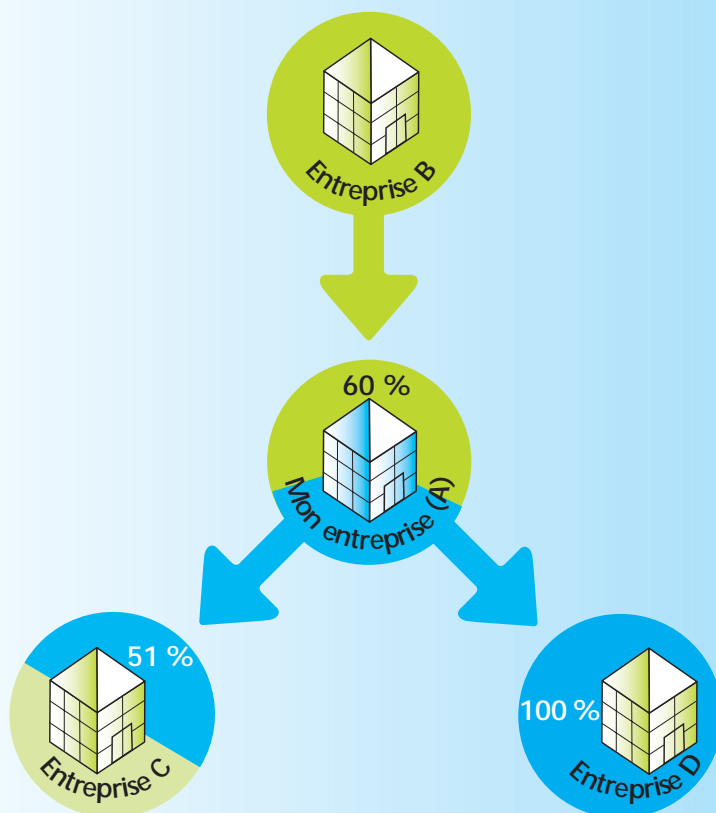 Entreprise B
60 %
Mon entreprise (A)
51 %
Entreprise C
100 %
Entreprise D